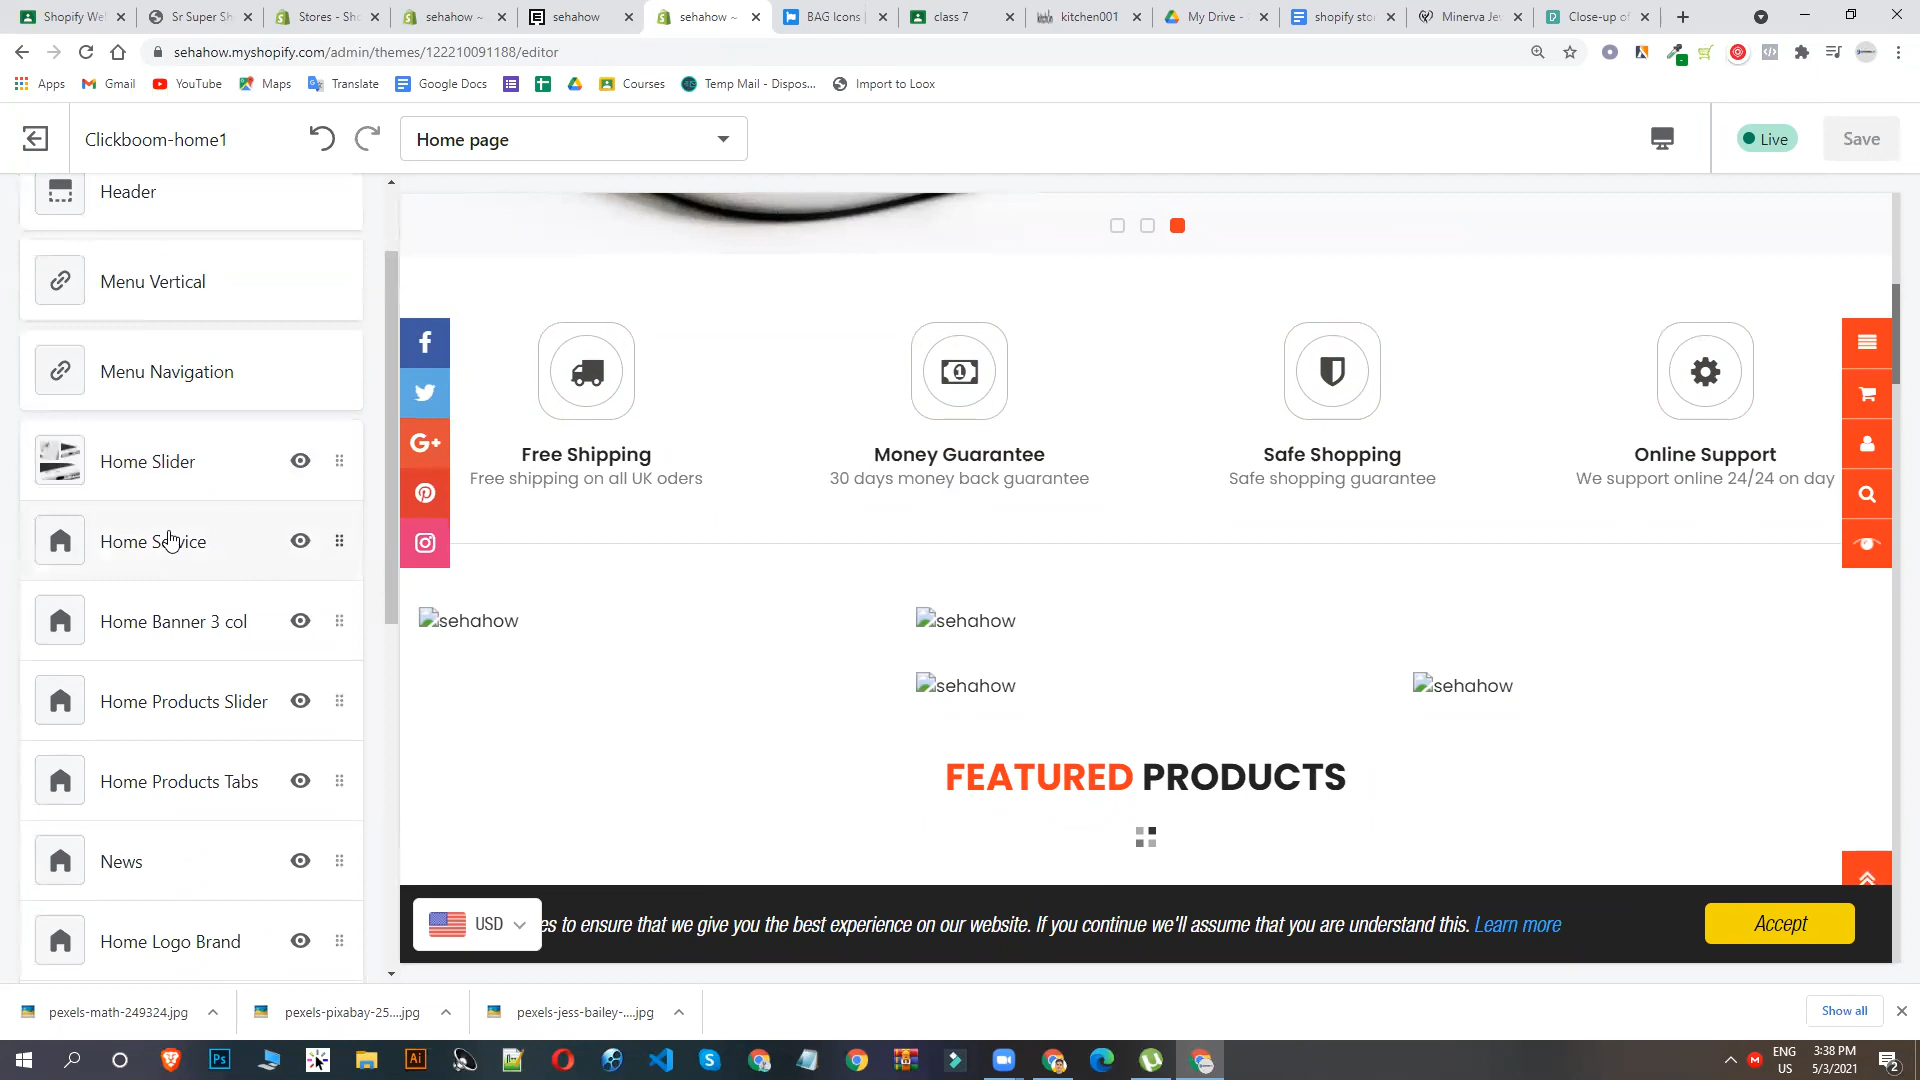 Shopify We
Sr Super Sh
Stores - Sho
sehahow ~
sehahow
sehahow ~
BAG Icons
class 7
kitchen001
My Drive -
shopify sto
Minerva Je
Close-up of
sehahow.myshopify.com/admin/themes/122210091188/editor
Apps
Gmail
YouTube
Maps
Translate
Google Docs
Courses
Temp Mail - Dispos...
Import to Loox
Clickboom-home1
Home page
Live
Save
Header
Menu Vertical
Menu Navigation
Home Slider
Home Service
Home Banner 3 col
Home Products Slider
Home Products Tabs
News
Home Logo Brand
Free Shipping
Free shipping on all UK oders
Money Guarantee
30 days money back guarantee
Safe Shopping
Safe shopping guarantee
Online Support
We support online 24/24 on day
sehahow
sehahow
sehahow
sehahow
FEATURED PRODUCTS
USD
es to ensure that we give you the best experience on our website. If you continue we'll assume that you are understand this. Learn more
Accept
pexels-math-249324.jpg
pexels-pixabay-25....jpg
pexels-jess-bailey-....jpg
Show all
ENG
US
3:38 PM
5/3/2021
2